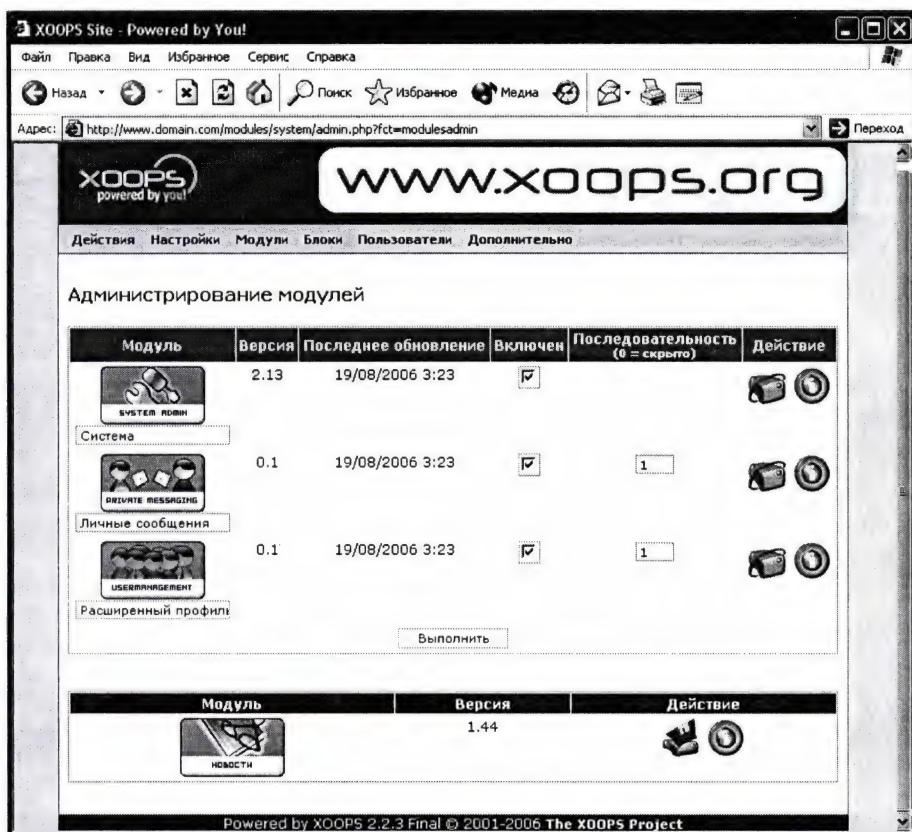 XOOPS Site - Powered by You!
Файл Правка Вид Избранное Сервис Справка
Назад Поиск Избранное Медиа
Адрес: http://www.domain.com/modules/system/admin.php?fct=modulesadmin Переход
XOOPS powered by you!
www.xoops.org
Действия Настройки Модули Блоки Пользователи Дополнительно
Администрирование модулей
Модуль Версия Последнее обновление Включен Последовательность (0 = скрыто) Действие
SYSTEM ADMIN 2.13 19/08/2006 3:23
Система
PRIVATE MESSAGING 0.1 19/08/2006 3:23 1
Личные сообщения
USERMANAGEMENT 0.1 19/08/2006 3:23 1
Расширенный профиль
Выполнить
Модуль Версия Действие
НОВОСТИ 1.44
Powered by XOOPS 2.2.3 Final © 2001-2006 The XOOPS Project